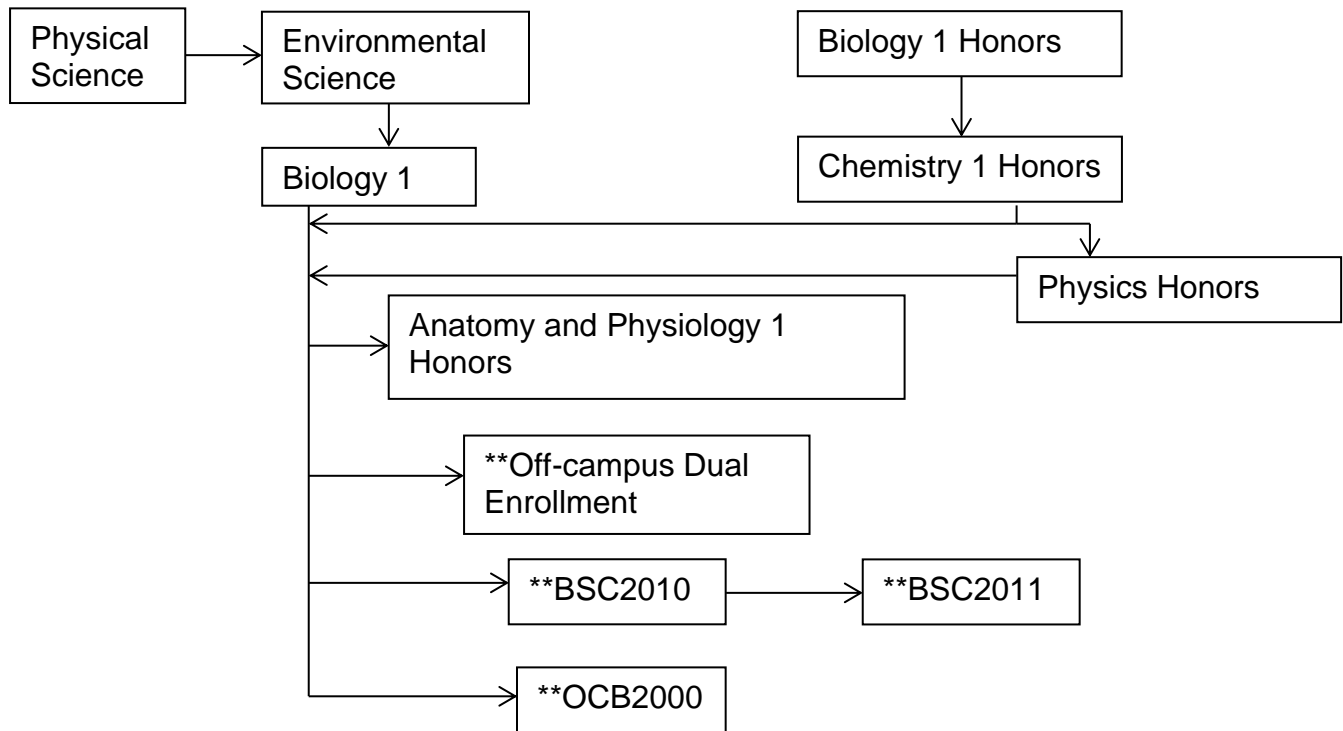 Physical
Science
Environmental
Science
Biology 1 Honors
Biology 1
Chemistry 1 Honors
Physics Honors
Anatomy and Physiology 1
Honors
**Off-campus Dual
Enrollment
**BSC2010
**BSC2011
**OCB2000